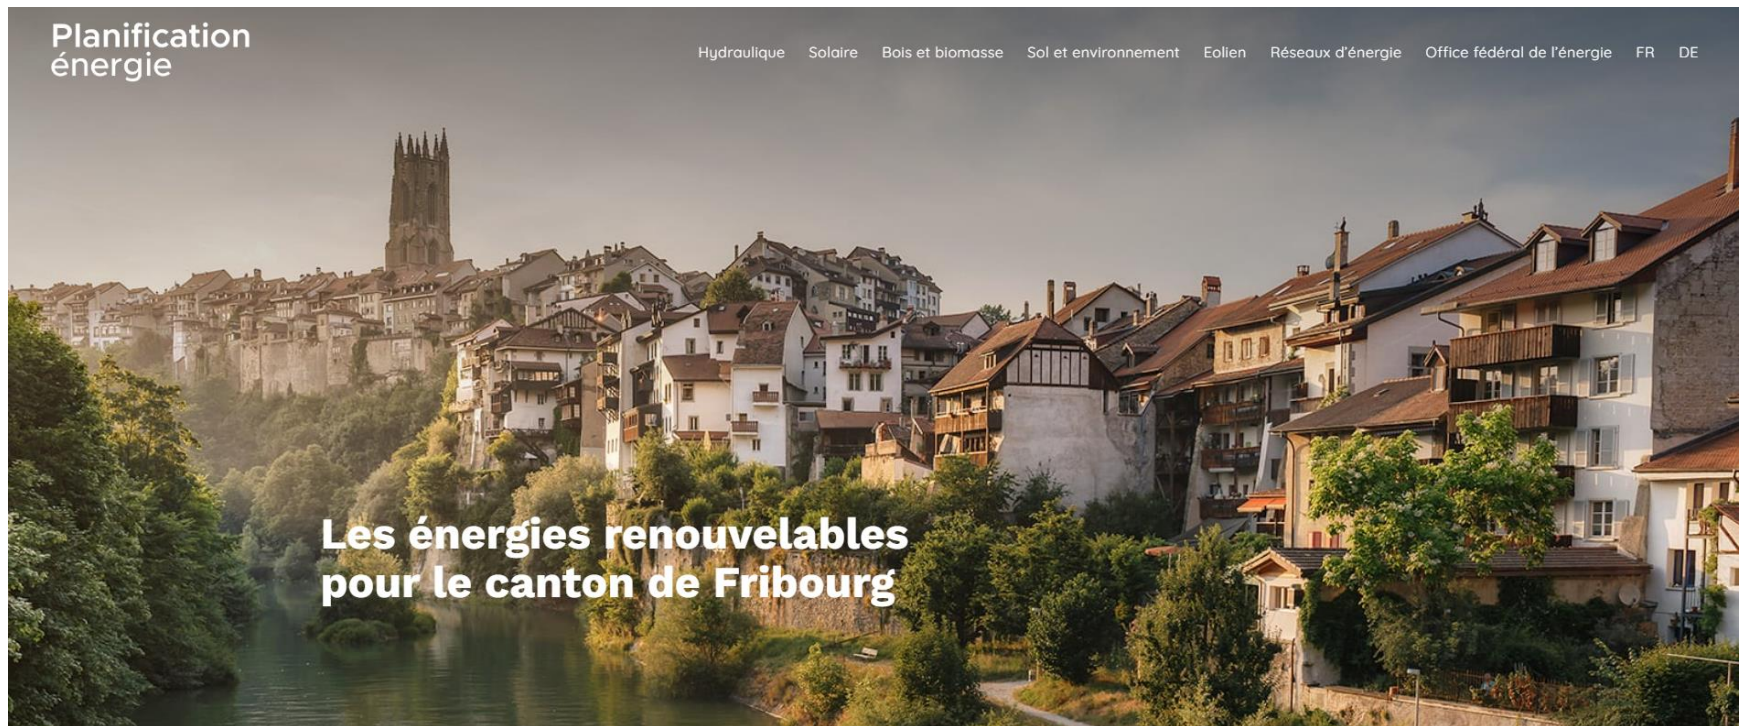 Planification
énergie
Hydraulique Solaire Bois et biomasse Sol et environnement Eolien Réseaux d'énergie Office fédéral de l'énergie FR DE
Les énergies renouvelables
pour le canton de Fribourg